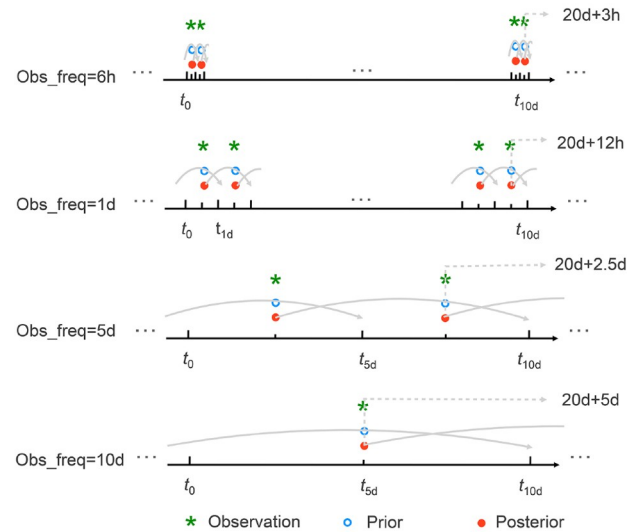 20d+3h
Obs_freq=6h ... ... ...
t0 t10d
20d+12h
Obs_freq=1d ... ... ...
t0 t1d t10d
20d+2.5d
Obs_freq=5d ... ...
t0 t5d t10d
20d+5d
Obs_freq=10d ... ...
t0 t5d t10d
* Observation Prior Posterior